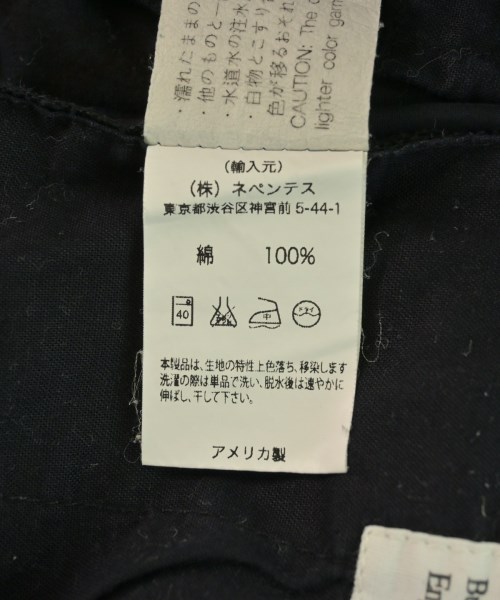 ・濡れたままの
・他のものと一
・水道水の注水
・白物とこすり
色が移るおそれ
CAUTION: The c
lighter color gam
（輸入元）
（株）ネペンテス
東京都渋谷区神宮前 5-44-1
綿 100%
40
中
本製品は、生地の特性上色落ち、移染します
洗濯の際は単品で洗い、脱水後は速やかに
伸ばし、干して下さい。
アメリカ製
En